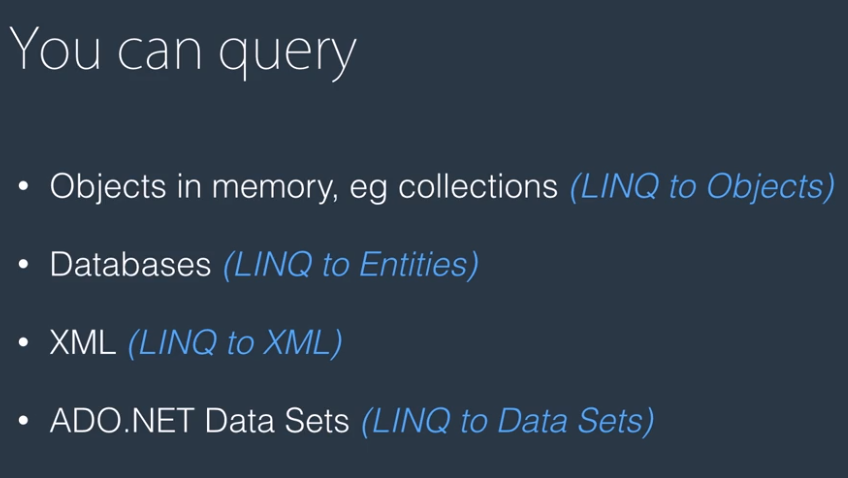 You can query
• Objects in memory, eg collections (LINQ to Objects)
• Databases (LINQ to Entities)
• XML (LINQ to XML)
• ADO.NET Data Sets (LINQ to Data Sets)